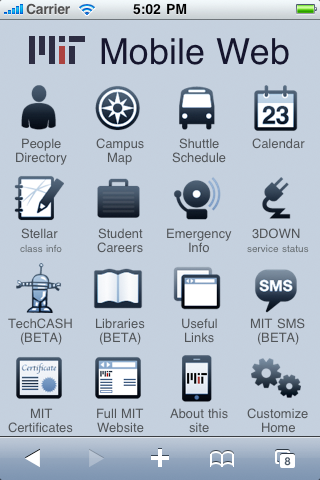 Carrier 5:02 PM
MIT Mobile Web
People Directory
Campus Map
Shuttle Schedule
23
Calendar
Stellar
class info
Student Careers
Emergency Info
3DOWN
service status
TechCASH (BETA)
Libraries (BETA)
Useful Links
SMS
MIT SMS (BETA)
Certificate
MIT Certificates
MIT
Full MIT Website
MIT
About this site
Customize Home
8